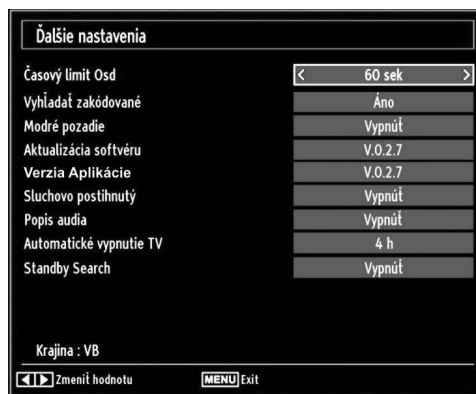 Ďalšie nastavenia
Časový limit Osd < 60 sek >
Vyhľadať zakódované Áno
Modré pozadie Vypnúť
Aktualizácia softvéru V.0.2.7
Verzia Aplikácie V.0.2.7
Sluchovo postihnutý Vypnúť
Popis audia Vypnúť
Automatické vypnutie TV 4 h
Standby Search Vypnúť
Krajina : VB
Zmeniť hodnotu MENU Exit